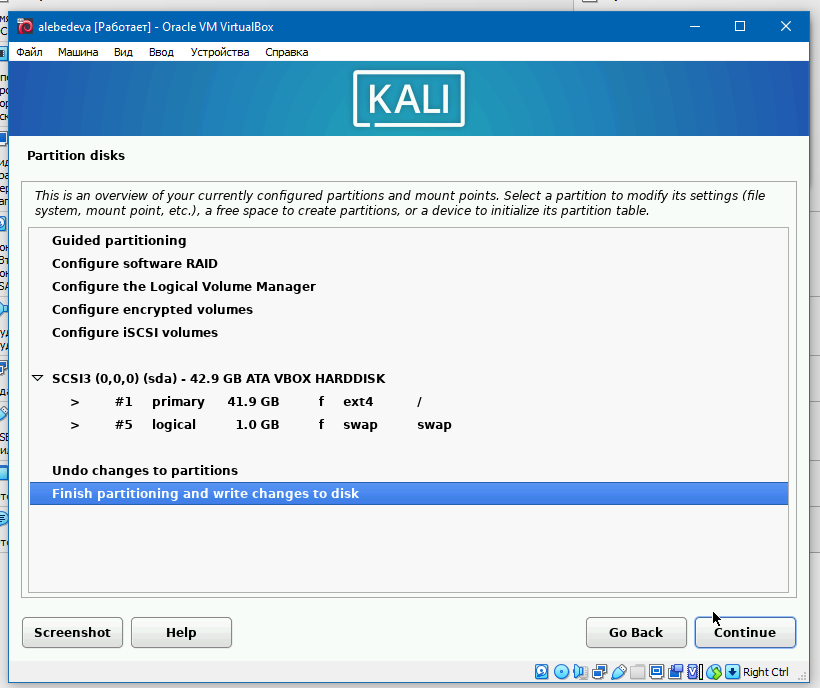 alebedeva [Работает] - Oracle VM VirtualBox
Файл Машина Вид Ввод Устройства Справка
KALI
Partition disks
This is an overview of your currently configured partitions and mount points. Select a partition to modify its settings (file
system, mount point, etc.), a free space to create partitions, or a device to initialize its partition table.
Guided partitioning
Configure software RAID
Configure the Logical Volume Manager
Configure encrypted volumes
Configure iSCSI volumes
SCSI3 (0,0,0) (sda) - 42.9 GB ATA VBOX HARDDISK
> #1 primary 41.9 GB f ext4 /
> #5 logical 1.0 GB f swap swap
Undo changes to partitions
Finish partitioning and write changes to disk
Screenshot Help Go Back Continue
Right Ctrl